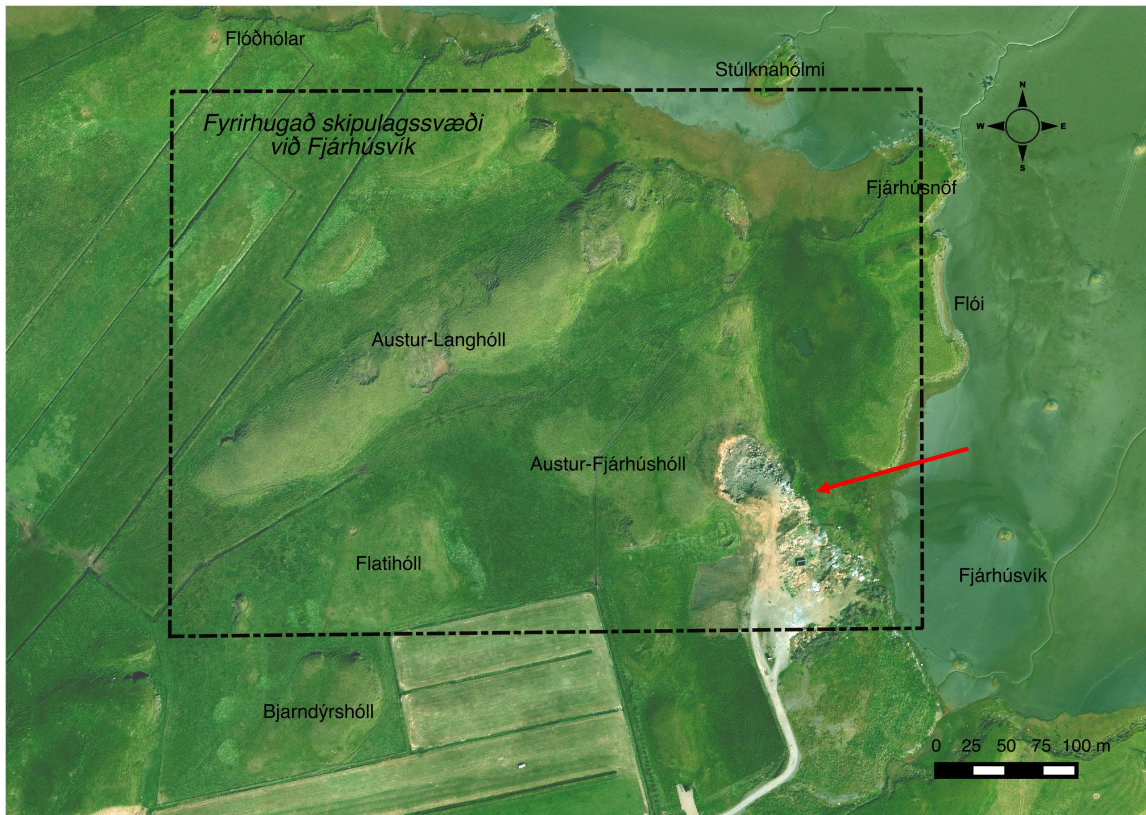 Flóðhólar
Stúlknahólmi
Fyrirhugað skipulagssvæði
við Fjárhúsvík
N
W E
S
Fjárhúsnöf
Flói
Austur-Langhóll
Austur-Fjárhúshóll
Flatihóll
Fjárhúsvík
Bjarndýrshóll
0 25 50 75 100 m